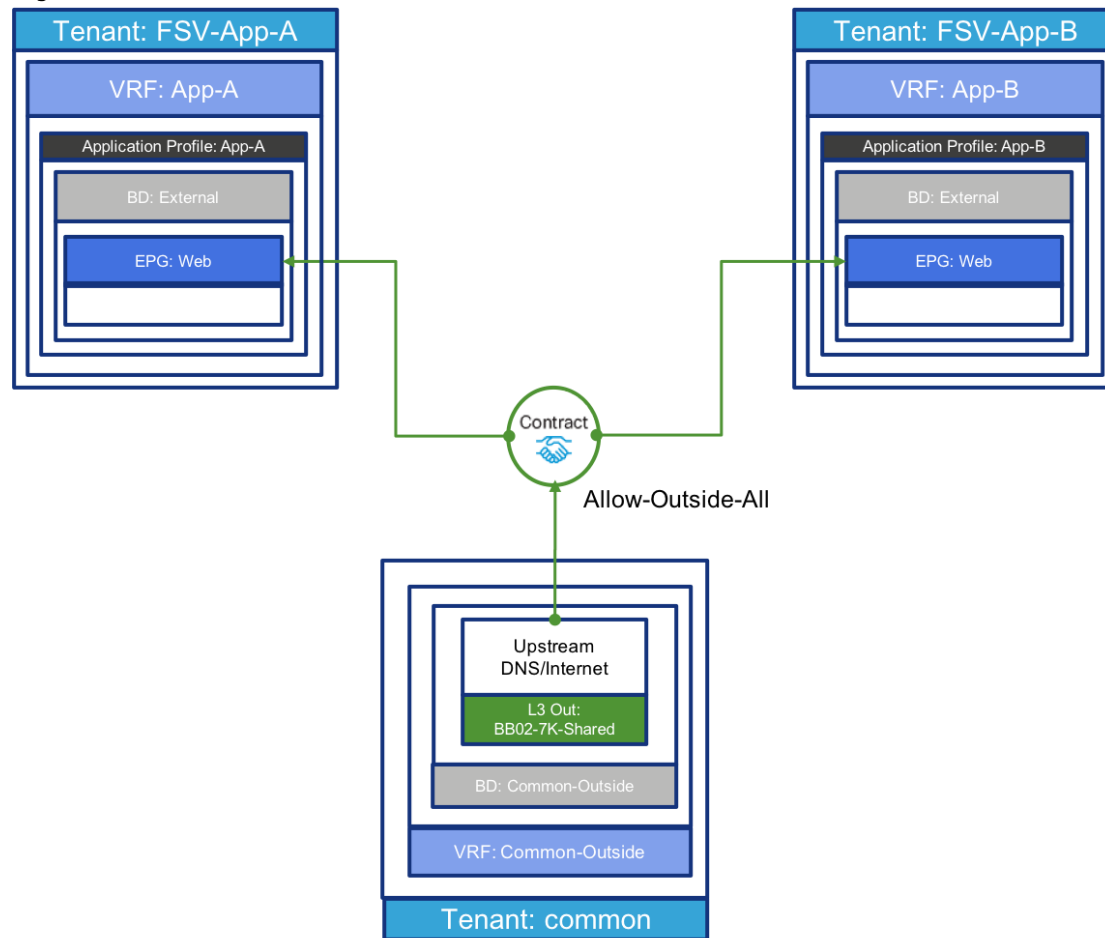 Tenant: FSV-App-A
Tenant: FSV-App-B
VRF: App-A
VRF: App-B
Application Profile: App-A
Application Profile: App-B
BD: External
BD: External
EPG: Web
EPG: Web
Contract
Allow-Outside-All
Upstream
DNS/Internet
L3 Out:
BB02-7K-Shared
BD: Common-Outside
VRF: Common-Outside
Tenant: common